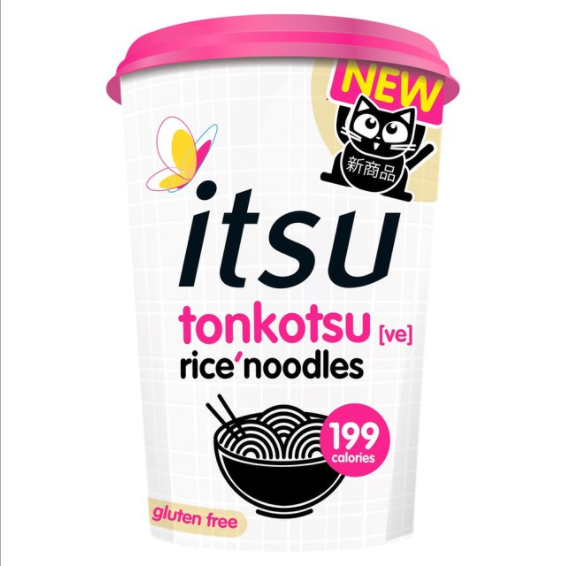 NEW
新商品
itsu
tonkotsu [ve]
rice'noodles
199
calories
gluten free